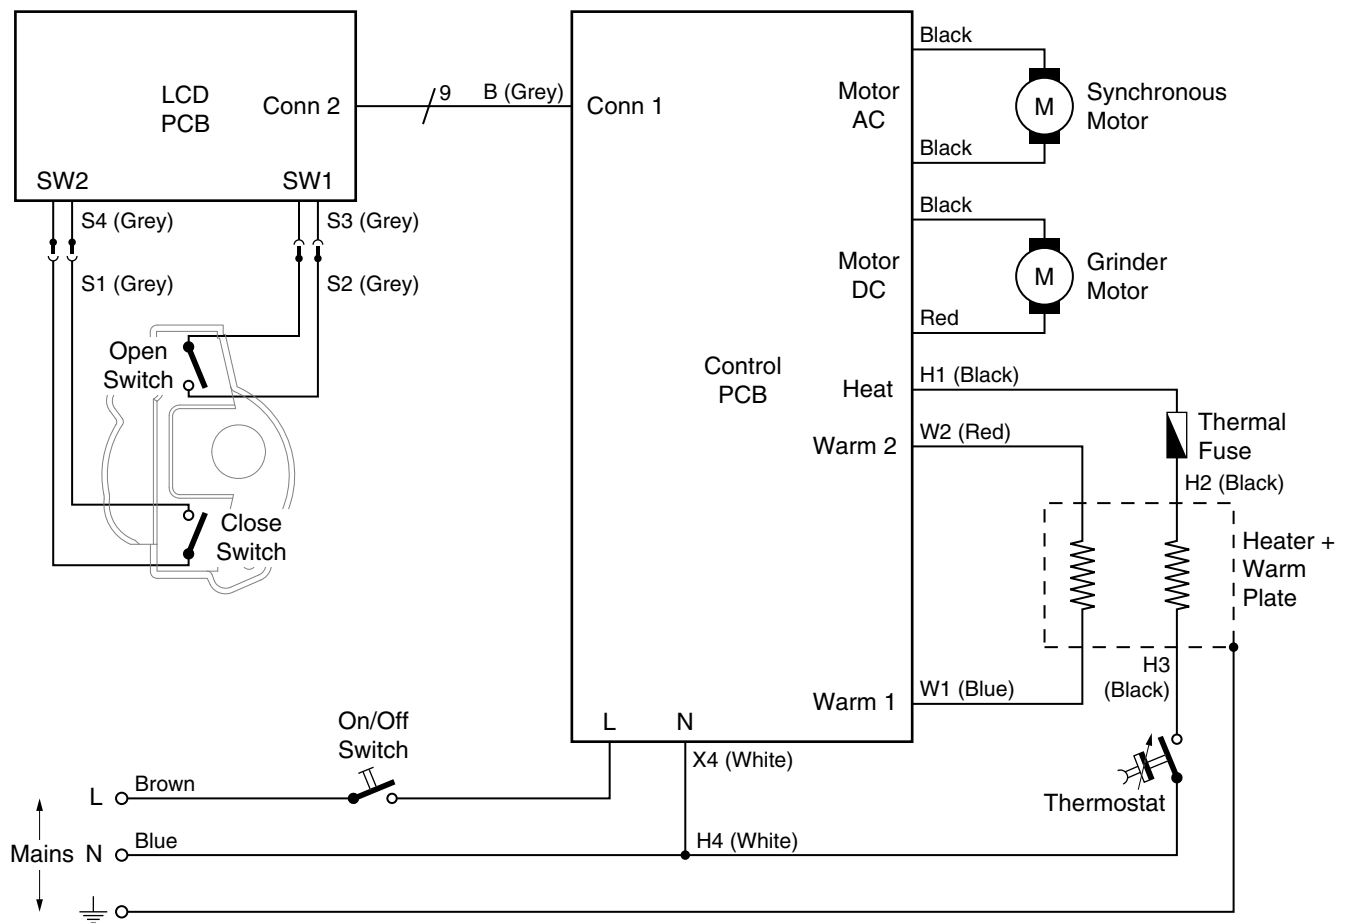 LCD
PCB
Conn 2
SW2
SW1
9
B (Grey)
Conn 1
S4 (Grey)
S3 (Grey)
S1 (Grey)
S2 (Grey)
Open
Switch
Close
Switch
Control
PCB
Motor
AC
Black
Black
M
Synchronous
Motor
Motor
DC
Black
Red
M
Grinder
Motor
Heat
H1 (Black)
Thermal
Fuse
Warm 2
W2 (Red)
H2 (Black)
Heater +
Warm
Plate
H3
(Black)
Warm 1
W1 (Blue)
L
N
X4 (White)
On/Off
Switch
Thermostat
L
Brown
Mains
N
Blue
H4 (White)